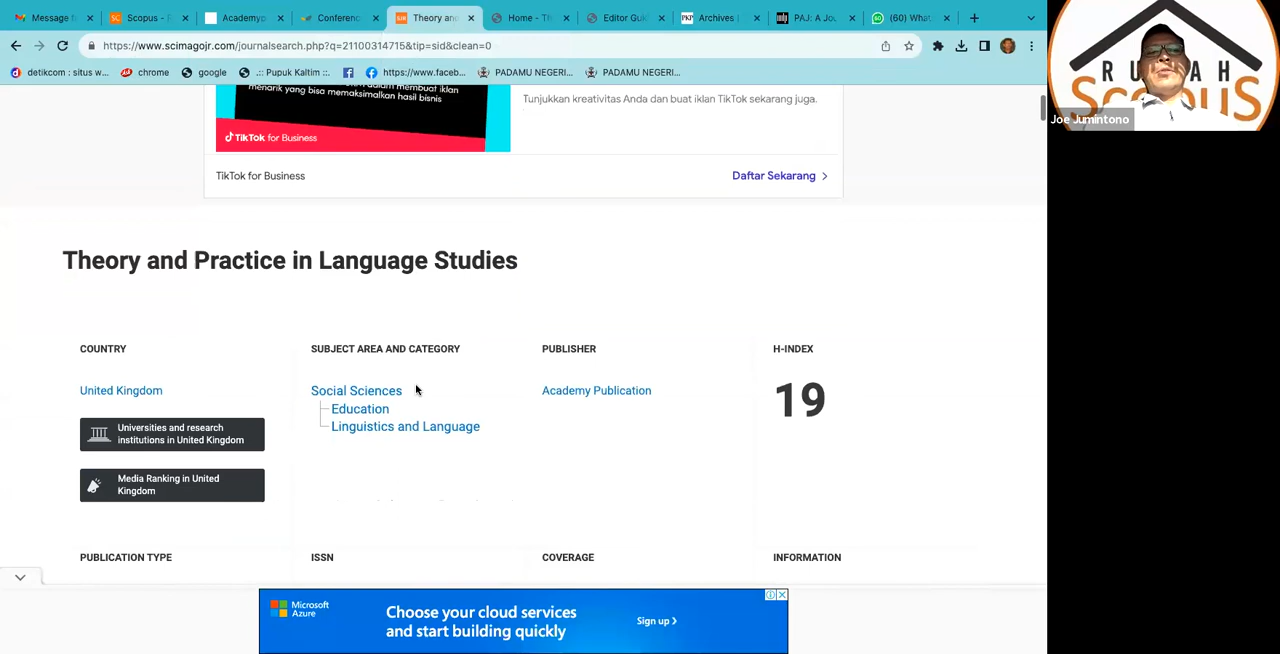 Message f
Scopus - F
Academyp
Conferenc
Theory and
Home - Th
Editor Guki
Archives |
PAJ: A Jou
(60) What
https://www.scimagojr.com/journalsearch.php?q=21100314715&tip=sid&clean=0
detikcom : situs w...
chrome
google
.:: Pupuk Kaltim ::.
https://www.faceb...
PADAMU NEGERI...
PADAMU NEGERI...
dalam membuat iklan
menarik yang bisa memaksimalkan hasil bisnis
TikTok for Business
Tunjukkan kreativitas Anda dan buat iklan TikTok sekarang juga.
TikTok for Business
Daftar Sekarang
RUMAH
Scopus
Joe Jumintono
Theory and Practice in Language Studies
COUNTRY
United Kingdom
Universities and research
institutions in United Kingdom
Media Ranking in United
Kingdom
SUBJECT AREA AND CATEGORY
Social Sciences
Education
Linguistics and Language
PUBLISHER
Academy Publication
H-INDEX
19
PUBLICATION TYPE
ISSN
COVERAGE
INFORMATION
Microsoft
Azure
Choose your cloud services
and start building quickly
Sign up